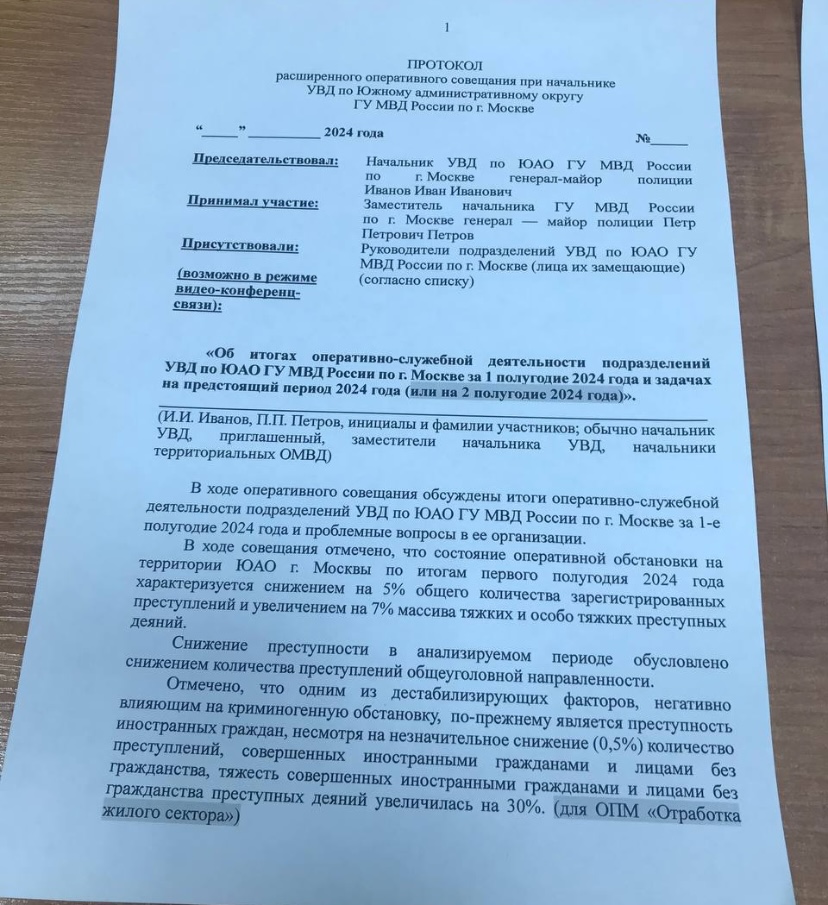 1
ПРОТОКОЛ
расширенного оперативного совещания при начальнике
УВД по Южному административному округу
ГУ МВД России по г. Москве
“_____” __________ 2024 года №_____
Председательствовал: Начальник УВД по ЮАО ГУ МВД России
по г. Москве генерал-майор полиции
Иванов Иван Иванович
Принимал участие: Заместитель начальника ГУ МВД России
по г. Москве генерал — майор полиции Петр
Петрович Петров
Присутствовали: Руководители подразделений УВД по ЮАО ГУ
МВД России по г. Москве (лица их замещающие)
(возможно в режиме (согласно списку)
видео-конференц-
связи):
«Об итогах оперативно-служебной деятельности подразделений
УВД по ЮАО ГУ МВД России по г. Москве за 1 полугодие 2024 года и задачах
на предстоящий период 2024 года (или на 2 полугодие 2024 года)».
(И.И. Иванов, П.П. Петров, инициалы и фамилии участников; обычно начальник
УВД, приглашенный, заместители начальника УВД, начальники
территориальных ОМВД)
В ходе оперативного совещания обсуждены итоги оперативно-служебной
деятельности подразделений УВД по ЮАО ГУ МВД России по г. Москве за 1-е
полугодие 2024 года и проблемные вопросы в ее организации.
В ходе совещания отмечено, что состояние оперативной обстановки на
территории ЮАО г. Москвы по итогам первого полугодия 2024 года
характеризуется снижением на 5% общего количества зарегистрированных
преступлений и увеличением на 7% массива тяжких и особо тяжких преступных
деяний.
Снижение преступности в анализируемом периоде обусловлено
снижением количества преступлений общеуголовной направленности.
Отмечено, что одним из дестабилизирующих факторов, негативно
влияющим на криминогенную обстановку, по-прежнему является преступность
иностранных граждан, несмотря на незначительное снижение (0,5%) количество
преступлений, совершенных иностранными гражданами и лицами без
гражданства, тяжесть совершенных иностранными гражданами и лицами без
гражданства преступных деяний увеличилась на 30%. (для ОПМ «Отработка
жилого сектора»)